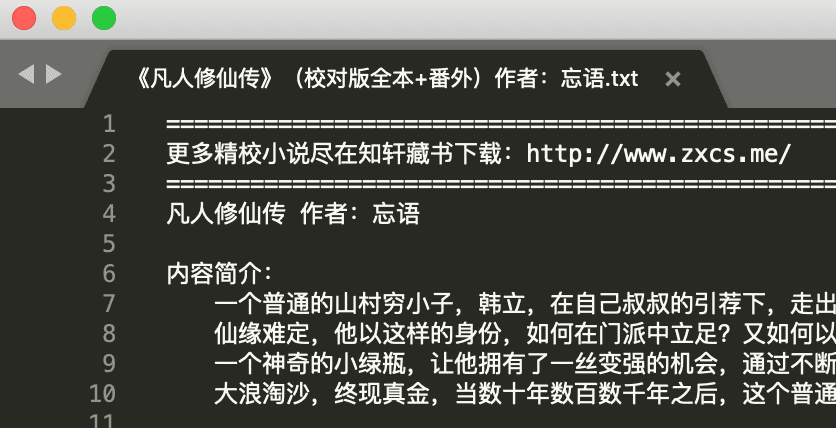 《凡人修仙传》（校对版全本+番外）作者：忘语.txt ×
1 ================================================
2 更多精校小说尽在知轩藏书下载：http://www.zxcs.me/
3 ================================================
4 凡人修仙传 作者：忘语
5
6 内容简介：
7 一个普通的山村穷小子，韩立，在自己叔叔的引荐下，走出
8 仙缘难定，他以这样的身份，如何在门派中立足？又如何以
9 一个神奇的小绿瓶，让他拥有了一丝变强的机会，通过不断
10 大浪淘沙，终现真金，当数十年数百数千年之后，这个普通
11